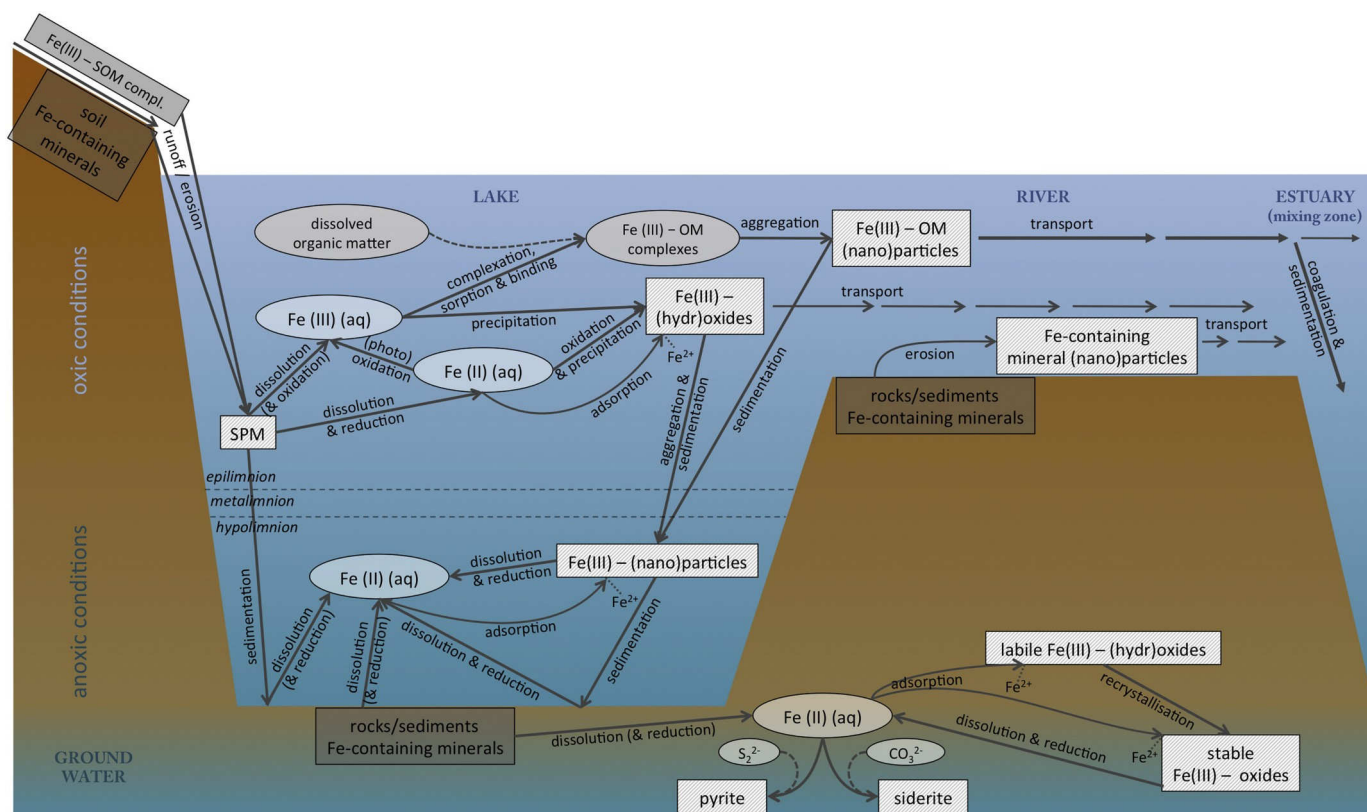 Fe(III) – SOM compl.
soil
Fe-containing
minerals
runoff / erosion
LAKE
RIVER
ESTUARY
(mixing zone)
oxic conditions
anoxic conditions
dissolved
organic matter
Fe (III) – OM
complexes
aggregation
Fe(III) – OM
(nano)particles
transport
complexation,
sorption & binding
Fe (III) (aq)
precipitation
Fe(III) –
(hydr)oxides
transport
coagulation &
sedimentation
dissolution
(& oxidation)
(photo)
oxidation
Fe (II) (aq)
oxidation
& precipitation
Fe²⁺
adsorption
erosion
Fe-containing
mineral (nano)particles
transport
rocks/sediments
Fe-containing minerals
SPM
dissolution
& reduction
aggregation &
sedimentation
sedimentation
epilimnion
metalimnion
hypolimnion
sedimentation
Fe (II) (aq)
dissolution
& reduction
Fe(III) – (nano)particles
Fe²⁺
adsorption
dissolution
(& reduction)
dissolution
(& reduction)
dissolution & reduction
sedimentation
rocks/sediments
Fe-containing minerals
dissolution (& reduction)
GROUND
WATER
Fe (II) (aq)
adsorption
labile Fe(III) – (hydr)oxides
Fe²⁺
recrystallisation
dissolution & reduction
Fe²⁺
stable
Fe(III) – oxides
S₂²⁻
CO₃²⁻
pyrite
siderite